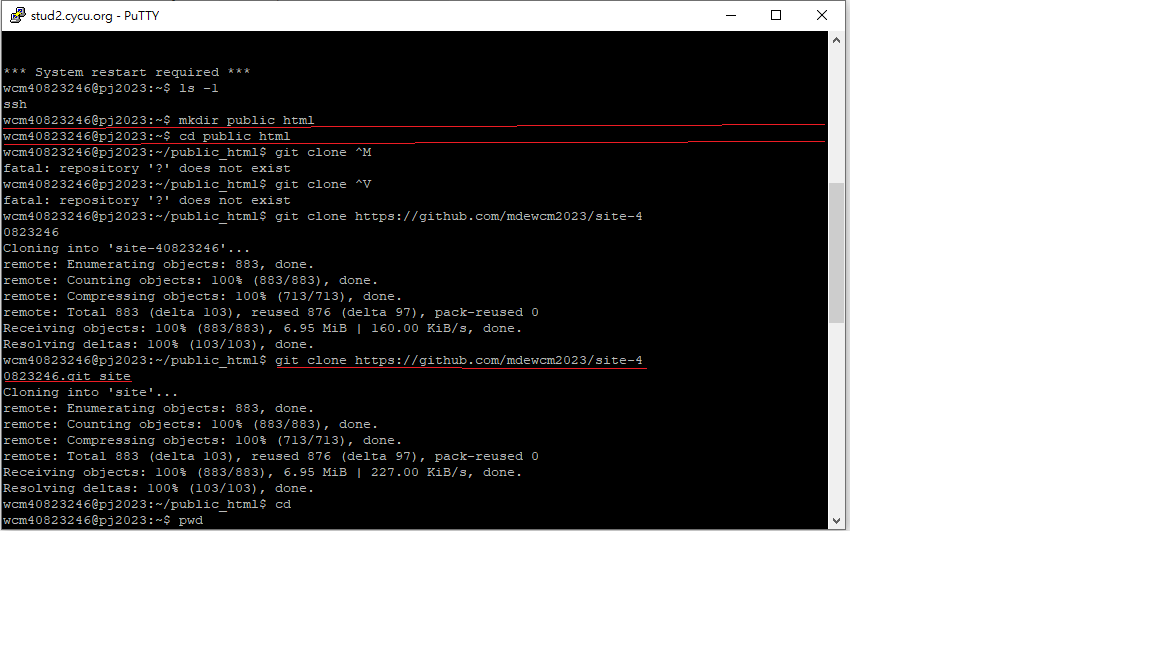 stud2.cycu.org - PuTTY
*** System restart required ***
wcm40823246@pj2023:~$ ls -l
ssh
wcm40823246@pj2023:~$ mkdir public_html
wcm40823246@pj2023:~$ cd public_html
wcm40823246@pj2023:~/public_html$ git clone ^M
fatal: repository '?' does not exist
wcm40823246@pj2023:~/public_html$ git clone ^V
fatal: repository '?' does not exist
wcm40823246@pj2023:~/public_html$ git clone https://github.com/mdewcm2023/site-4
0823246
Cloning into 'site-40823246'...
remote: Enumerating objects: 883, done.
remote: Counting objects: 100% (883/883), done.
remote: Compressing objects: 100% (713/713), done.
remote: Total 883 (delta 103), reused 876 (delta 97), pack-reused 0
Receiving objects: 100% (883/883), 6.95 MiB | 160.00 KiB/s, done.
Resolving deltas: 100% (103/103), done.
wcm40823246@pj2023:~/public_html$ git clone https://github.com/mdewcm2023/site-4
0823246.git site
Cloning into 'site'...
remote: Enumerating objects: 883, done.
remote: Counting objects: 100% (883/883), done.
remote: Compressing objects: 100% (713/713), done.
remote: Total 883 (delta 103), reused 876 (delta 97), pack-reused 0
Receiving objects: 100% (883/883), 6.95 MiB | 227.00 KiB/s, done.
Resolving deltas: 100% (103/103), done.
wcm40823246@pj2023:~/public_html$ cd
wcm40823246@pj2023:~$ pwd